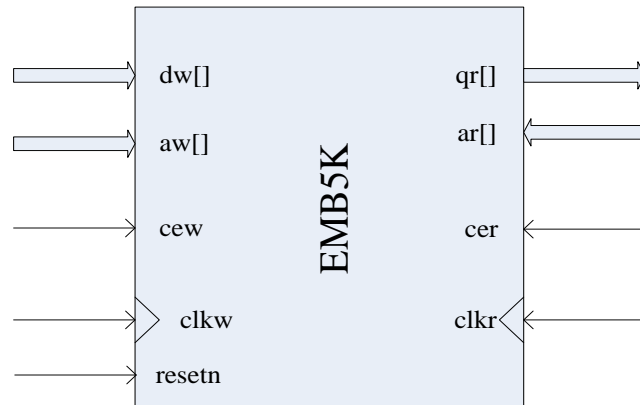 dw[] qr[]
aw[] ar[]
EMB5K
cew cer
clkw clkr
resetn